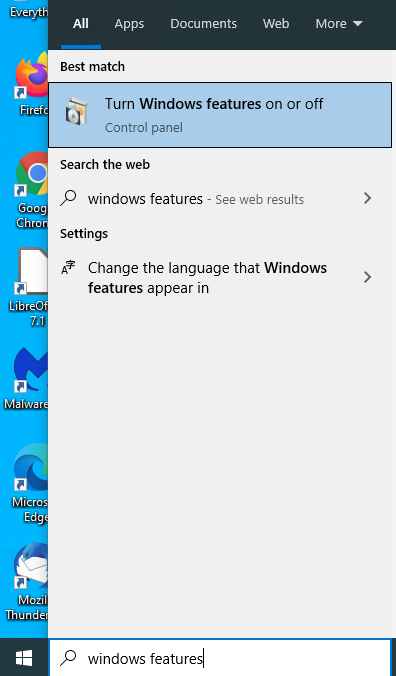 Everyth
All Apps Documents Web More
Best match
Turn Windows features on or off
Control panel
Firefo
Search the web
windows features - See web results
Goog
Chrom
Settings
Change the language that Windows
features appear in
LibreOf
7.1
Malware
Micros
Edge
Mozil
Thunder
windows features